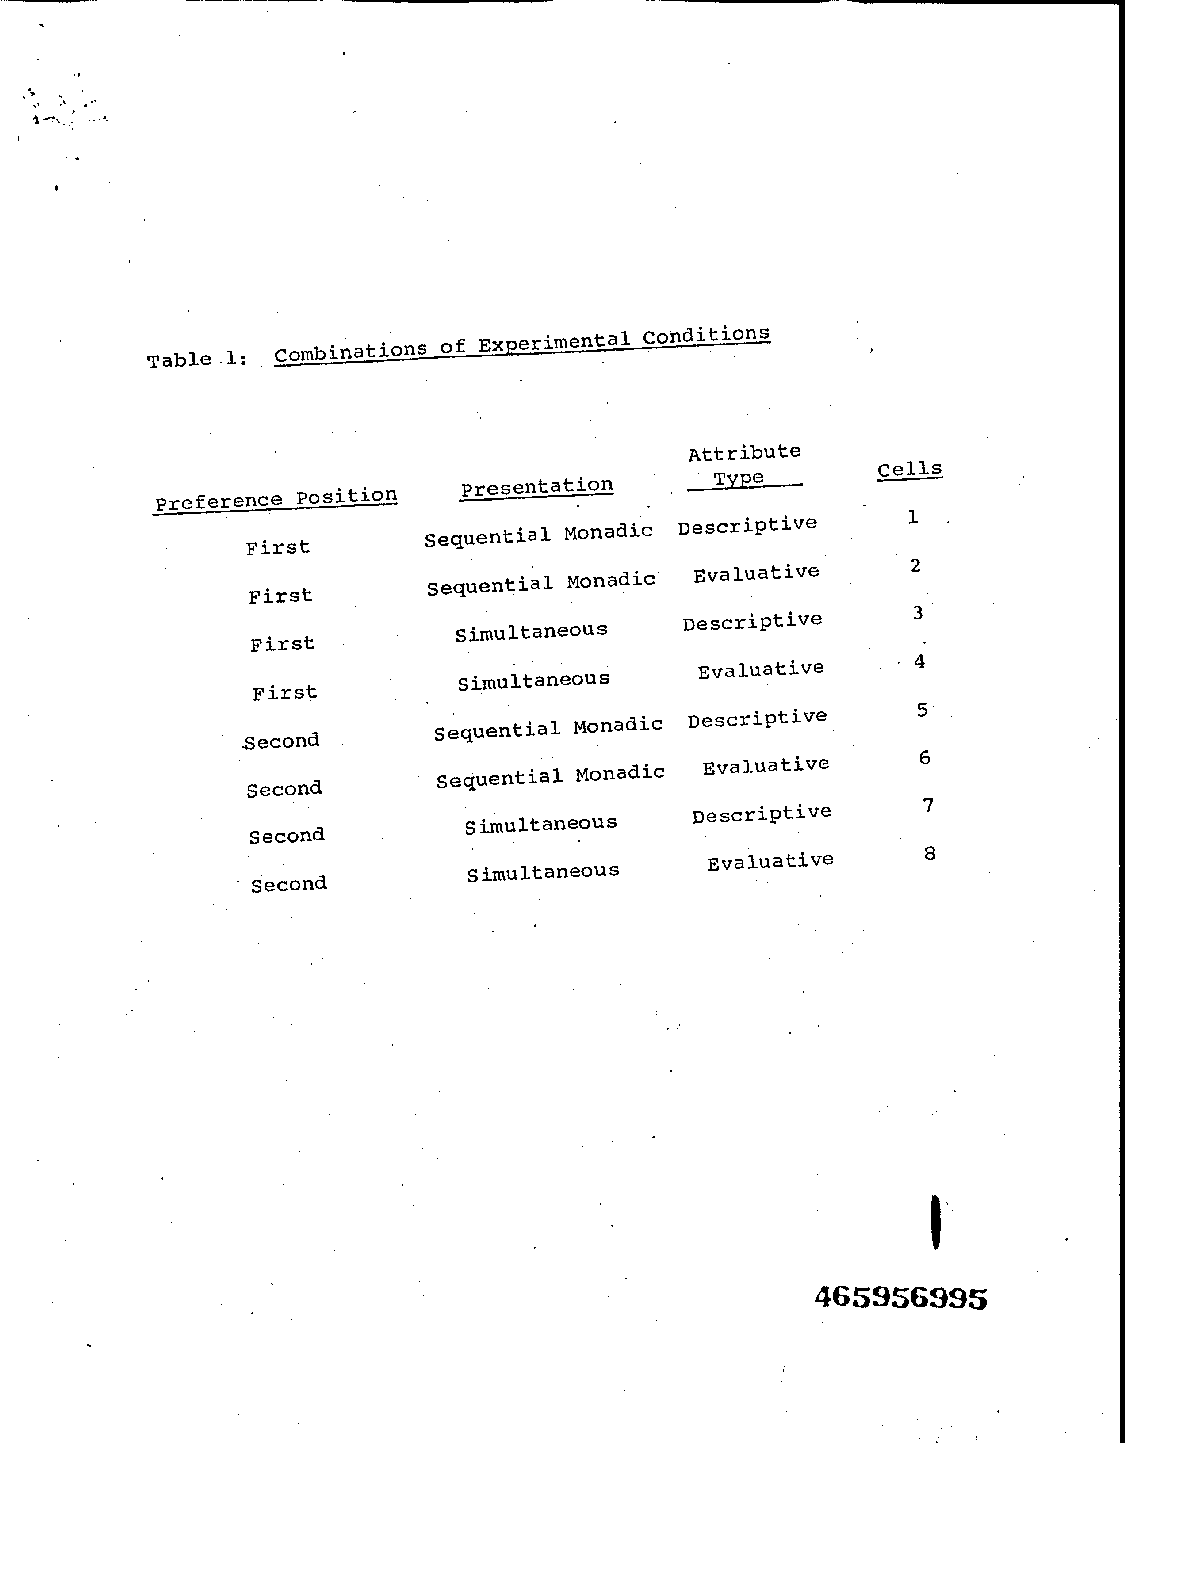 Table 1: Combinations of Experimental Conditions
Attribute
Preference Position Presentation Type Cells
First Sequential Monadic Descriptive 1
First Sequential Monadic Evaluative 2
First Simultaneous Descriptive 3
First Simultaneous Evaluative 4
Second Sequential Monadic Descriptive 5
Second Sequential Monadic Evaluative 6
Second Simultaneous Descriptive 7
Second Simultaneous Evaluative 8
465956995